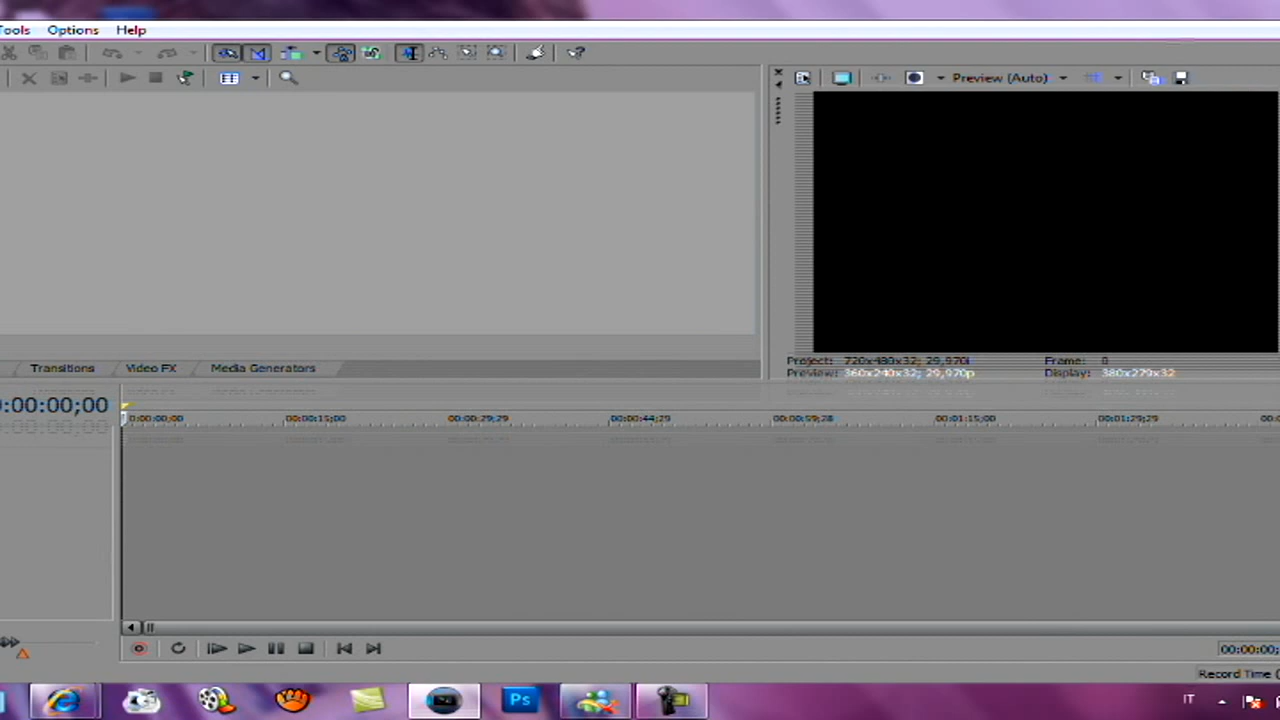 Tools Options Help
Preview (Auto)
Project: 720x480x32; 29,970i Frame: 0
Preview: 360x240x32; 29,970p Display: 380x279x32
Transitions Video FX Media Generators
:00:00;00
0:00:00;00 00:00:15;00 00:00:29;29 00:00:44;29 00:00:59;28 00:01:15;00 00:01:29;29
00:00:00;
Record Time (
Ps IT